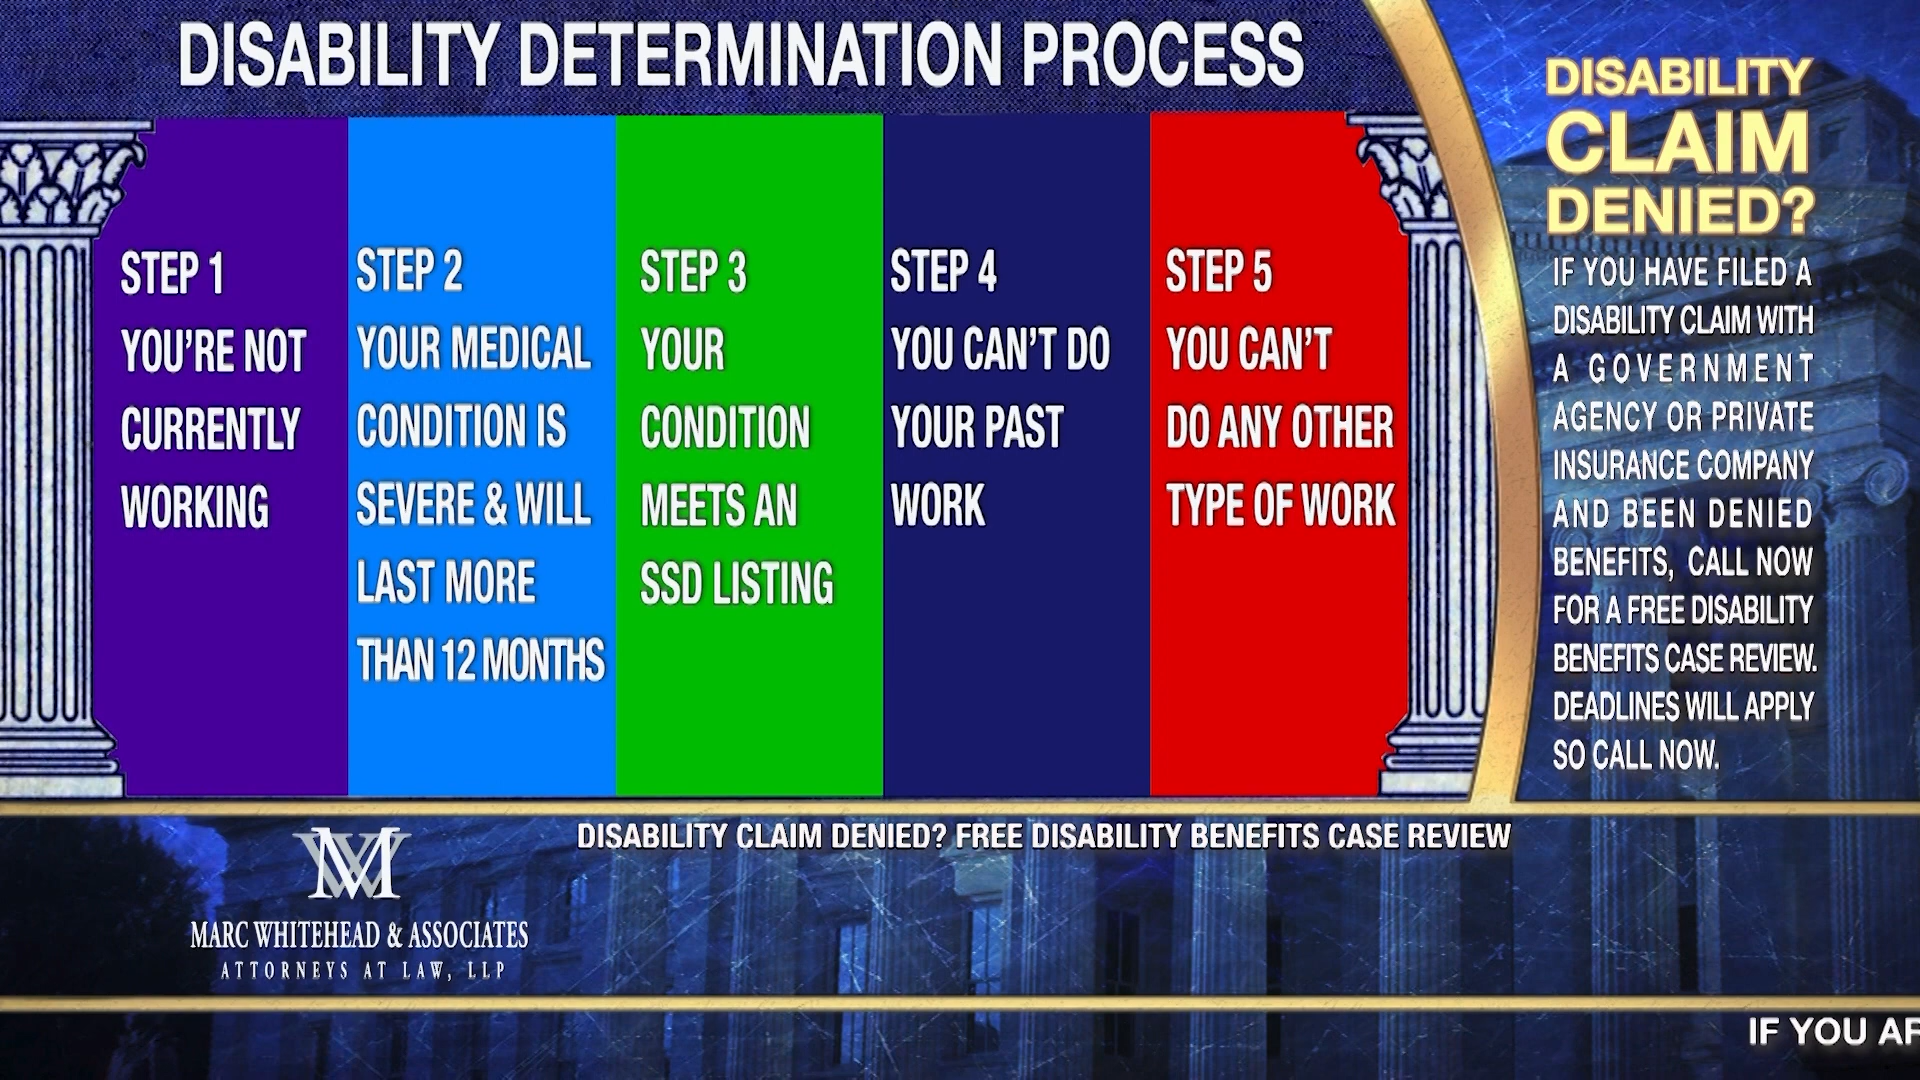 DISABILITY DETERMINATION PROCESS
STEP 1
YOU'RE NOT
CURRENTLY
WORKING
STEP 2
YOUR MEDICAL
CONDITION IS
SEVERE & WILL
LAST MORE
THAN 12 MONTHS
STEP 3
YOUR
CONDITION
MEETS AN
SSD LISTING
STEP 4
YOU CAN'T DO
YOUR PAST
WORK
STEP 5
YOU CAN'T
DO ANY OTHER
TYPE OF WORK
DISABILITY
CLAIM
DENIED?
IF YOU HAVE FILED A
DISABILITY CLAIM WITH
A GOVERNMENT
AGENCY OR PRIVATE
INSURANCE COMPANY
AND BEEN DENIED
BENEFITS, CALL NOW
FOR A FREE DISABILITY
BENEFITS CASE REVIEW.
DEADLINES WILL APPLY
SO CALL NOW.
DISABILITY CLAIM DENIED? FREE DISABILITY BENEFITS CASE REVIEW
MW
MARC WHITEHEAD & ASSOCIATES
ATTORNEYS AT LAW, LLP
IF YOU